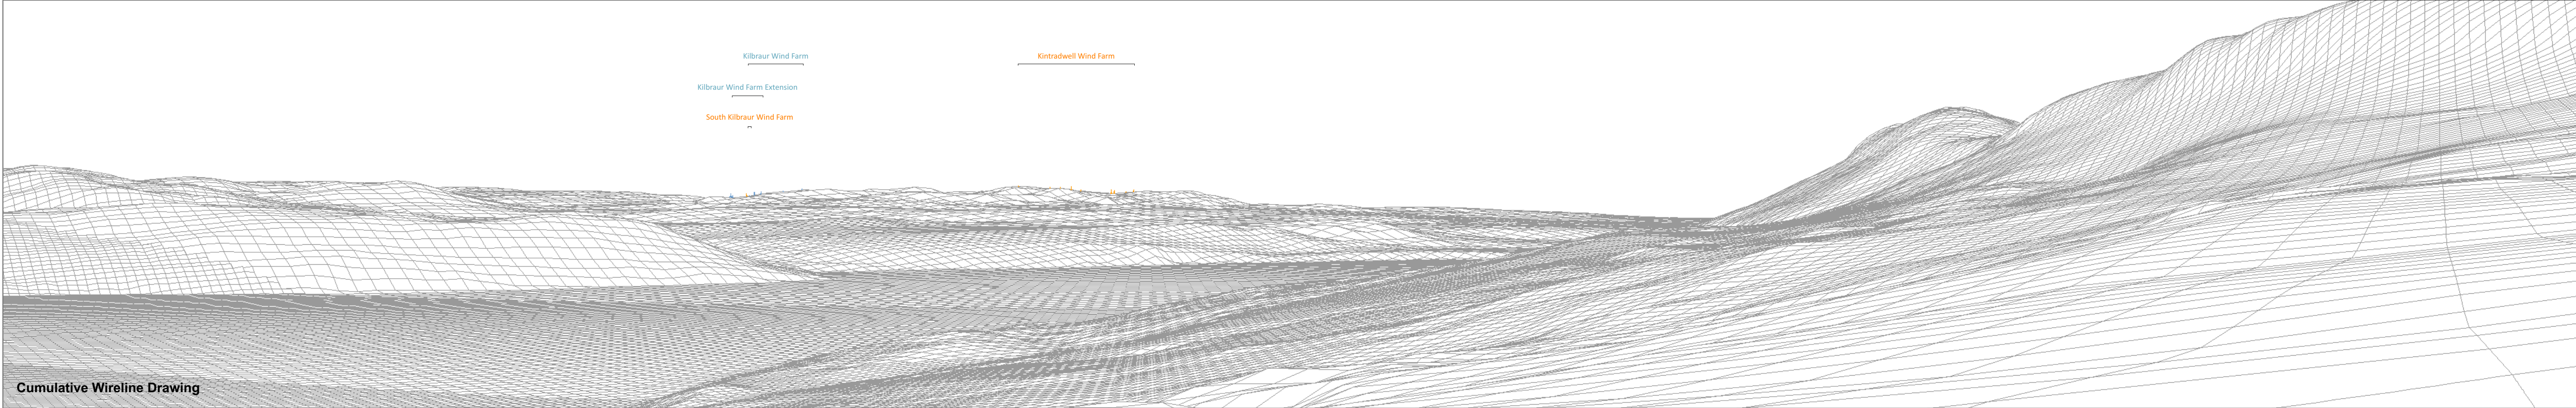 Kilbraur Wind Farm
Kintradwell Wind Farm
Kilbraur Wind Farm Extension
South Kilbraur Wind Farm
Cumulative Wireline Drawing